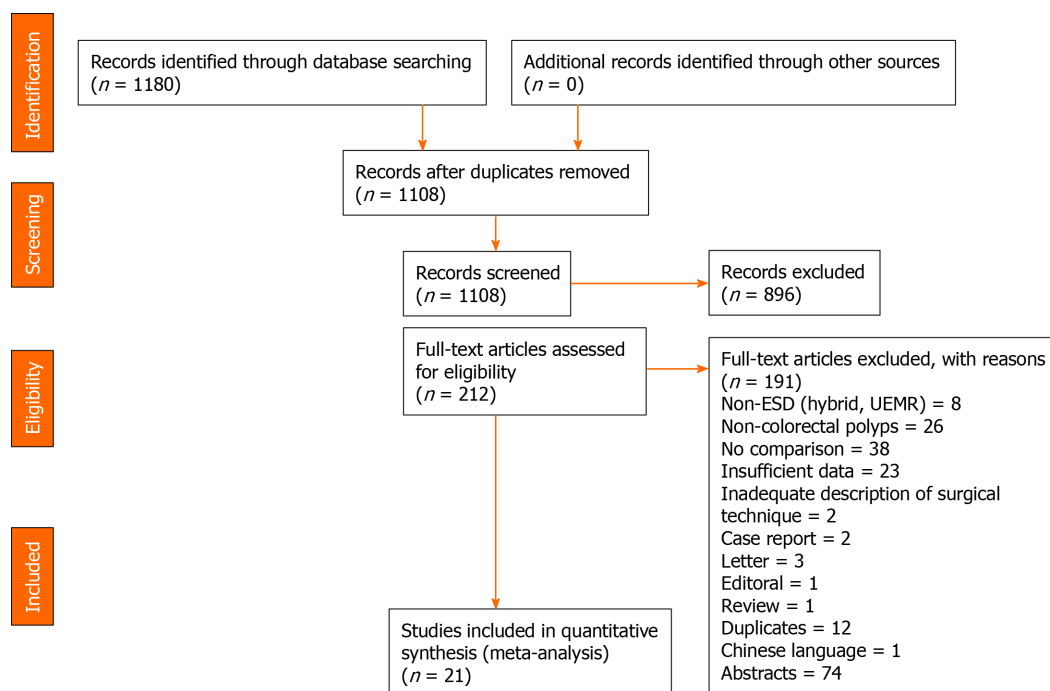 Identification
Records identified through database searching
(n = 1180)
Additional records identified through other sources
(n = 0)
Records after duplicates removed
(n = 1108)
Screening
Records screened
(n = 1108)
Records excluded
(n = 896)
Eligibility
Full-text articles assessed
for eligibility
(n = 212)
Full-text articles excluded, with reasons
(n = 191)
Non-ESD (hybrid, UEMR) = 8
Non-colorectal polyps = 26
No comparison = 38
Insufficient data = 23
Inadequate description of surgical
technique = 2
Case report = 2
Letter = 3
Editoral = 1
Review = 1
Duplicates = 12
Chinese language = 1
Abstracts = 74
Included
Studies included in quantitative
synthesis (meta-analysis)
(n = 21)